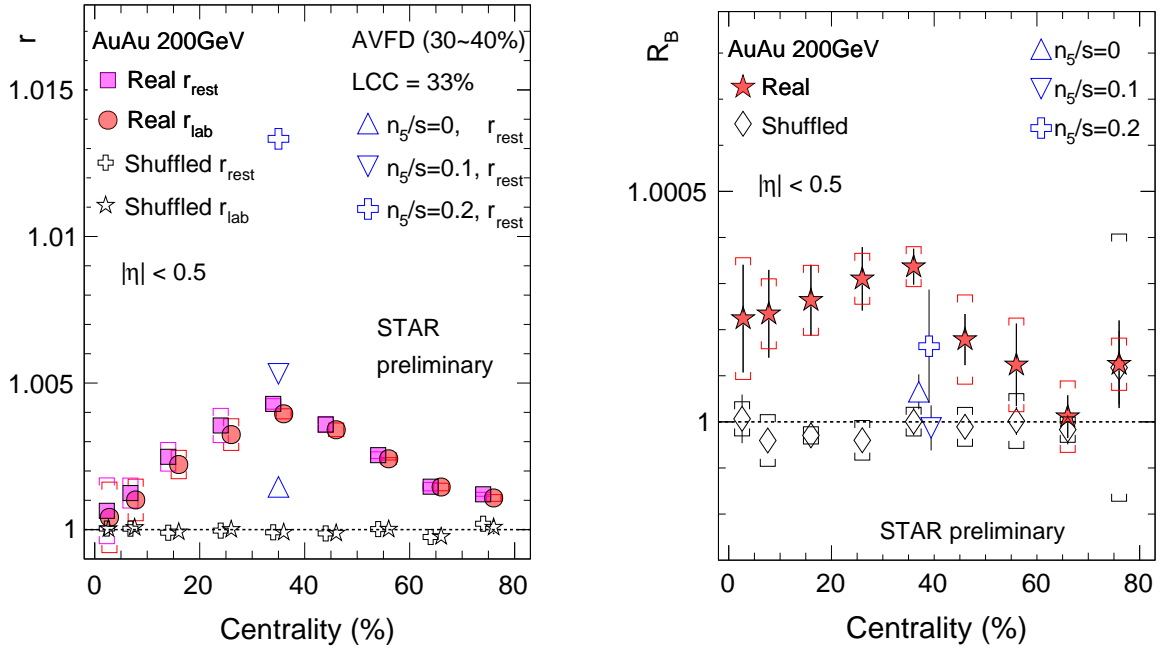 r
AuAu 200GeV
Real r_rest
Real r_lab
Shuffled r_rest
Shuffled r_lab
|η| < 0.5
AVFD (30~40%)
LCC = 33%
n_5/s=0, r_rest
n_5/s=0.1, r_rest
n_5/s=0.2, r_rest
STAR
preliminary
1.015
1.01
1.005
1
0 20 40 60 80
Centrality (%)
R_B
AuAu 200GeV
Real
Shuffled
|η| < 0.5
n_5/s=0
n_5/s=0.1
n_5/s=0.2
1.0005
1
STAR preliminary
0 20 40 60 80
Centrality (%)